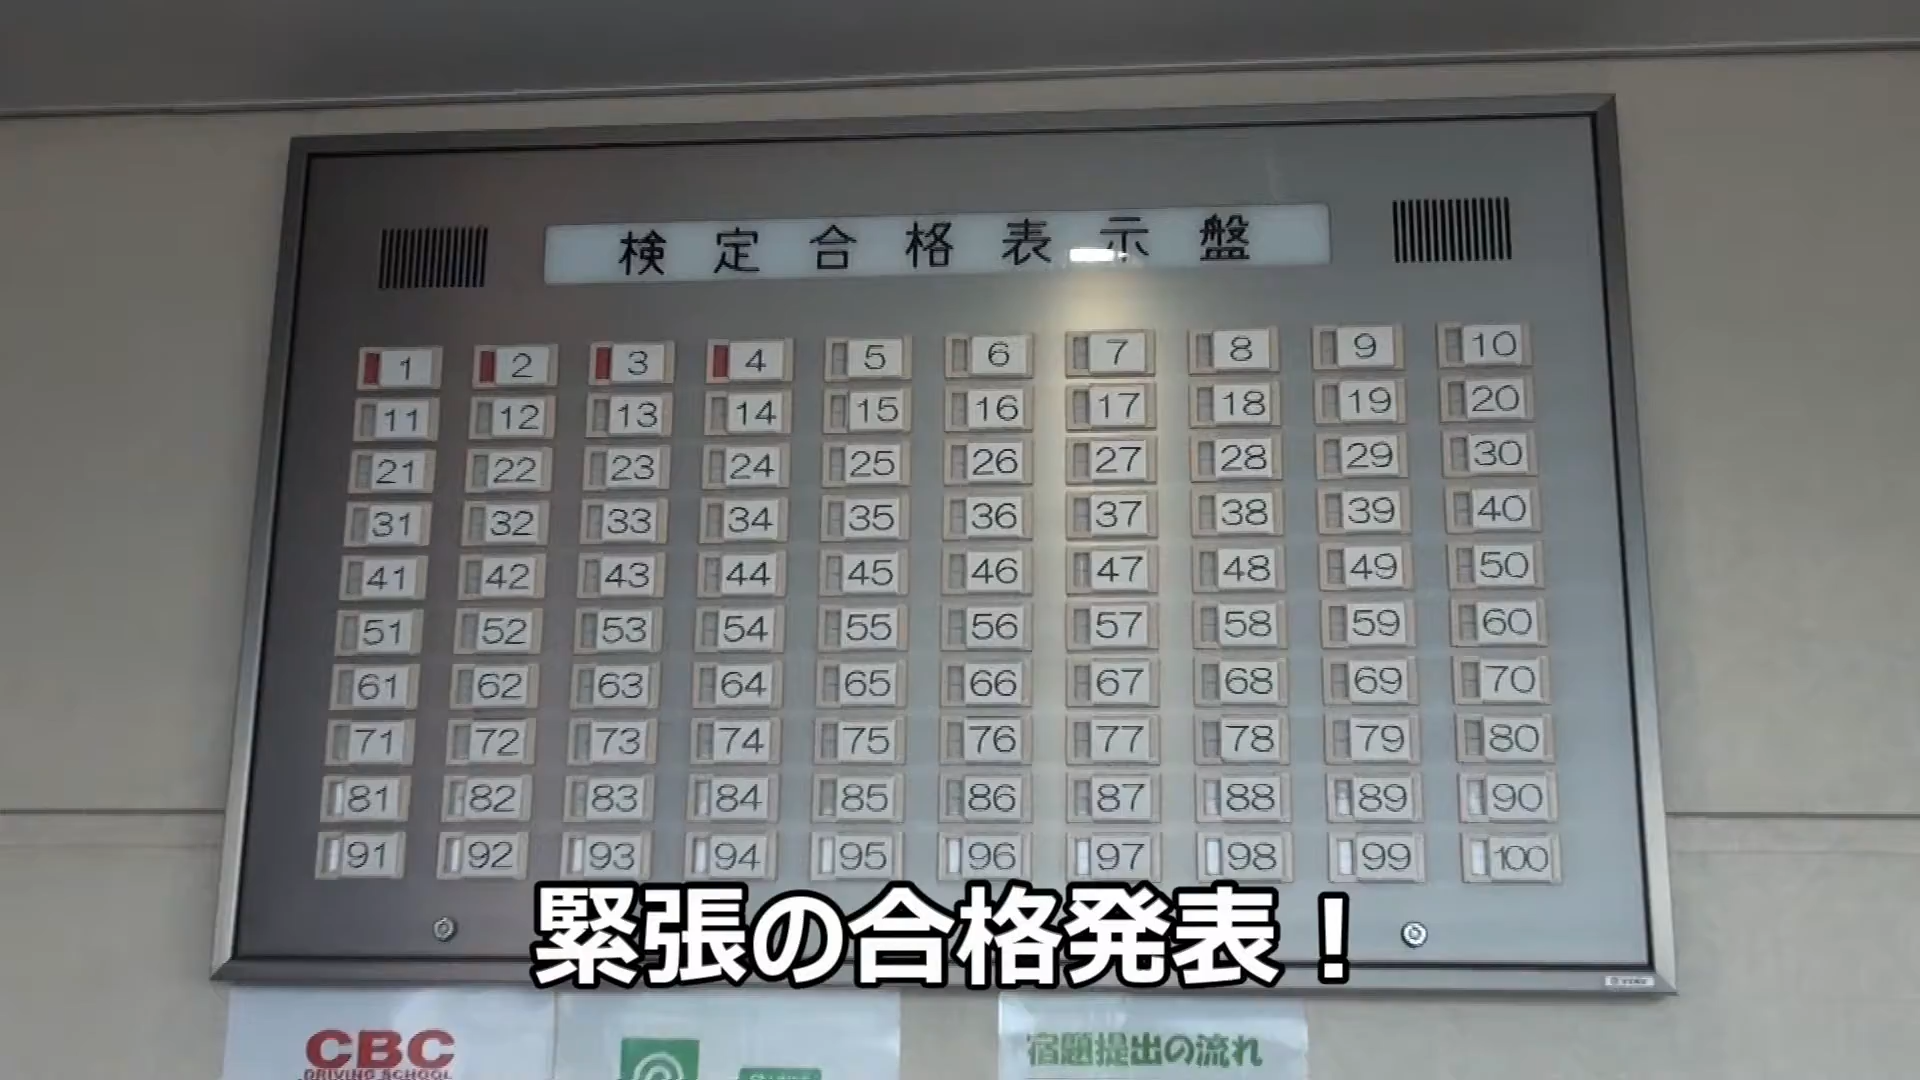 検定合格表示盤
1 2 3 4 5 6 7 8 9 10
11 12 13 14 15 16 17 18 19 20
21 22 23 24 25 26 27 28 29 30
31 32 33 34 35 36 37 38 39 40
41 42 43 44 45 46 47 48 49 50
51 52 53 54 55 56 57 58 59 60
61 62 63 64 65 66 67 68 69 70
71 72 73 74 75 76 77 78 79 80
81 82 83 84 85 86 87 88 89 90
91 92 93 94 95 96 97 98 99 100
緊張の合格発表！
CBC
DRIVING SCHOOL
宿題提出の流れ